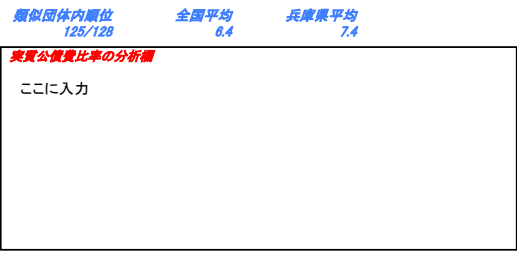 類似団体内順位 全国平均 兵庫県平均
125/128 6.4 7.4
実質公債費比率の分析欄
ここに入力